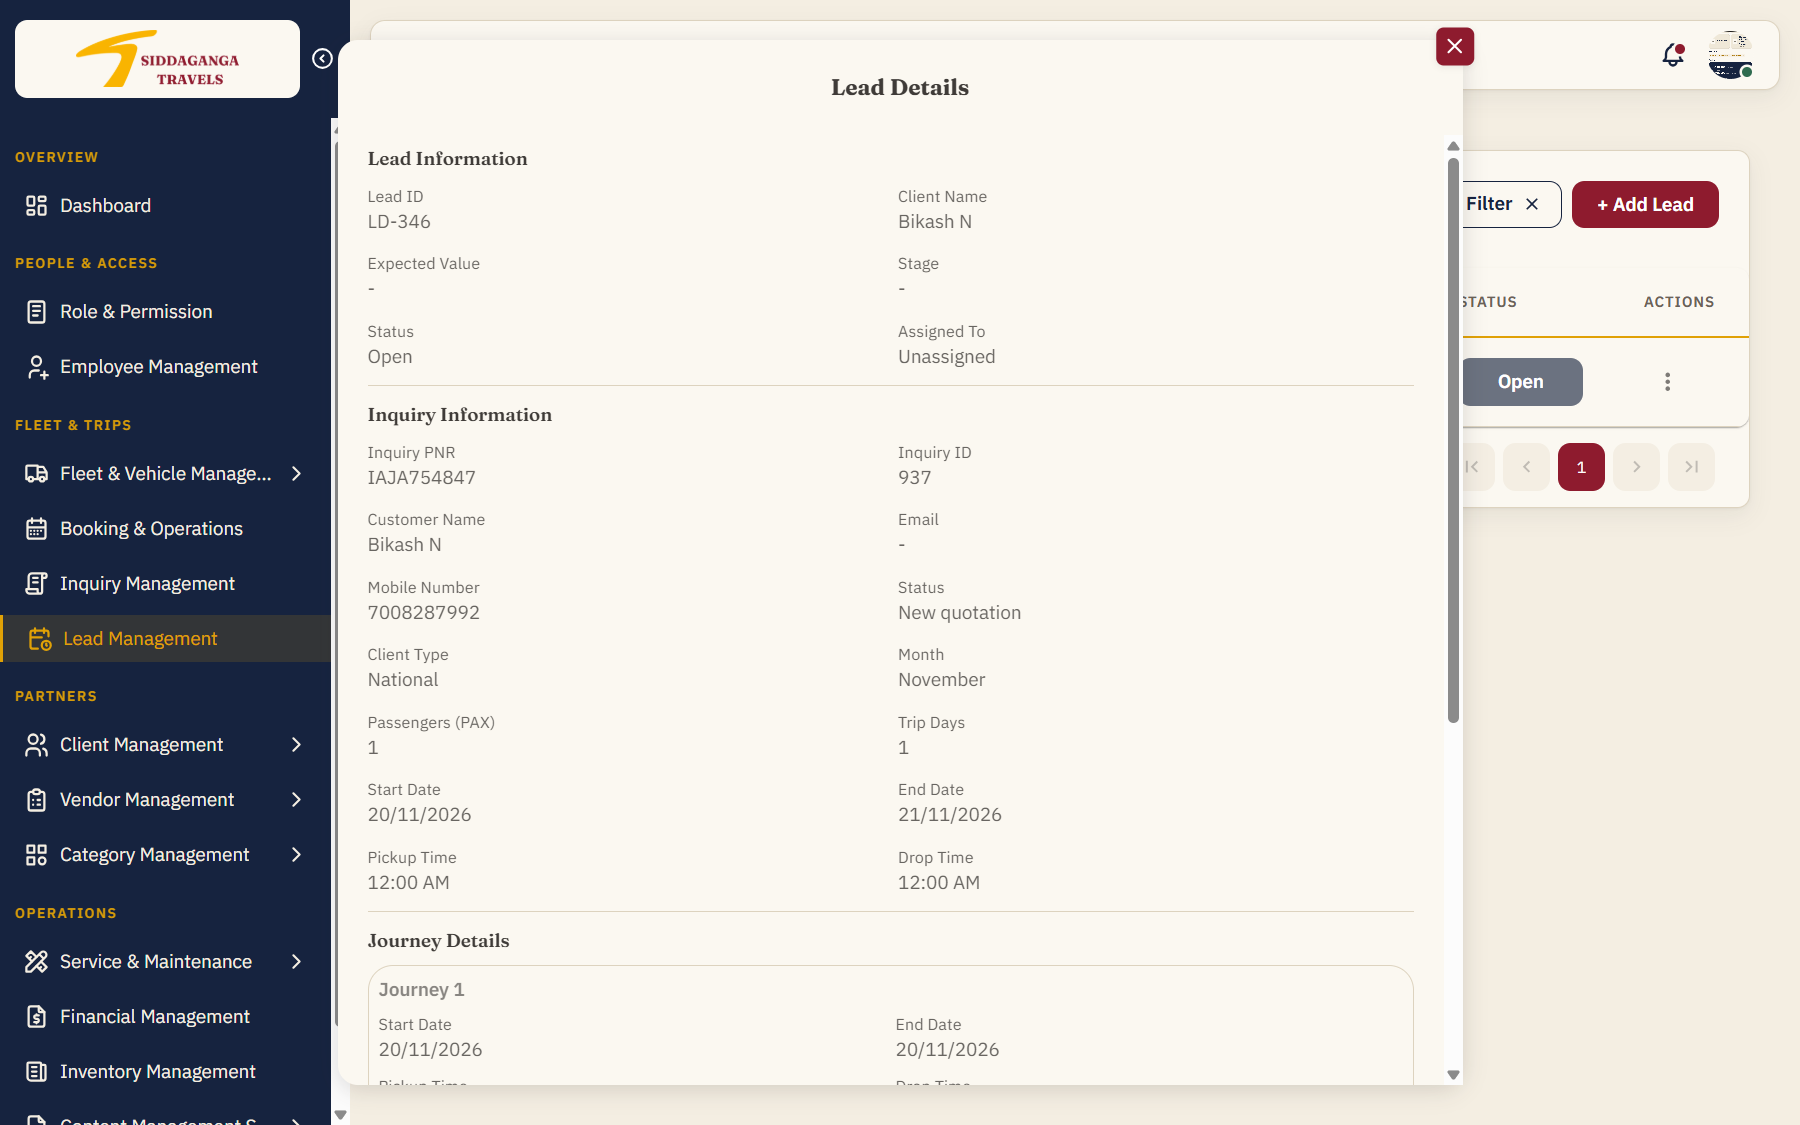 SIDDAGANGA
TRAVELS
OVERVIEW
Dashboard
PEOPLE & ACCESS
Role & Permission
Employee Management
FLEET & TRIPS
Fleet & Vehicle Manage...
Booking & Operations
Inquiry Management
Lead Management
PARTNERS
Client Management
Vendor Management
Category Management
OPERATIONS
Service & Maintenance
Financial Management
Inventory Management
Content Management S
Lead Details
Lead Information
Lead ID
LD-346
Client Name
Bikash N
Expected Value
-
Stage
-
Status
Open
Assigned To
Unassigned
Inquiry Information
Inquiry PNR
IAJA754847
Inquiry ID
937
Customer Name
Bikash N
Email
-
Mobile Number
7008287992
Status
New quotation
Client Type
National
Month
November
Passengers (PAX)
1
Trip Days
1
Start Date
20/11/2026
End Date
21/11/2026
Pickup Time
12:00 AM
Drop Time
12:00 AM
Journey Details
Journey 1
Start Date
20/11/2026
End Date
20/11/2026
Pickup Time
Drop Time
Filter
+ Add Lead
STATUS
ACTIONS
Open
1